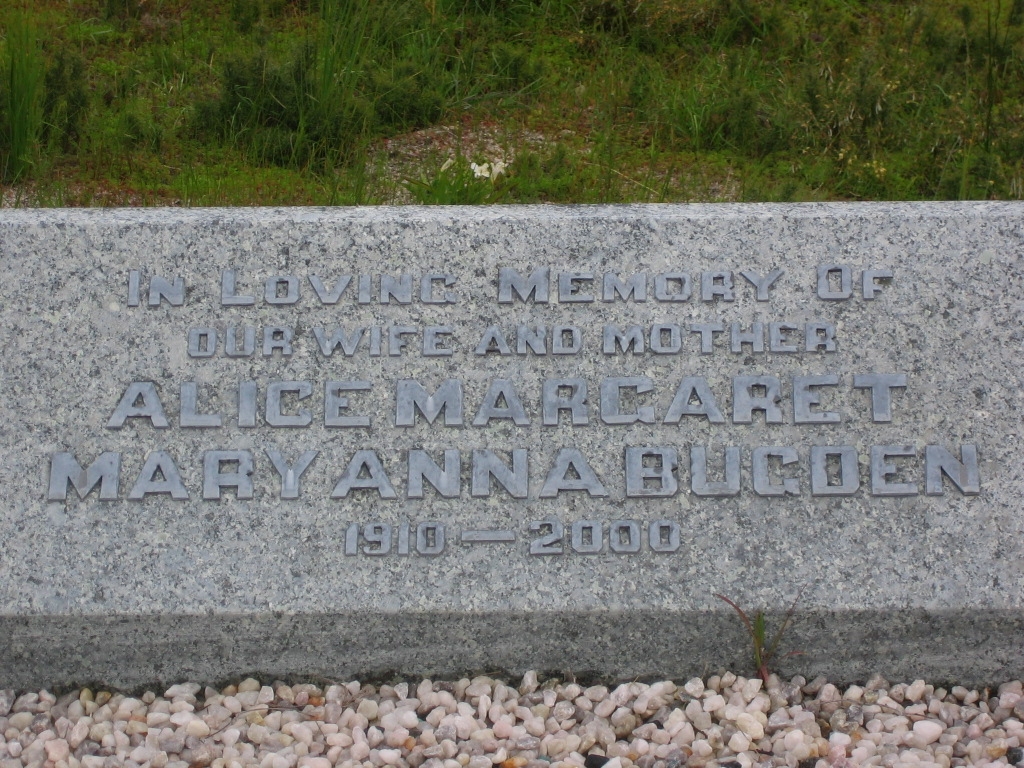 In Loving Memory Of
OUR WIFE AND MOTHER
ALICE MARGARET
MARY ANNA BUGDEN
1910 — 2000